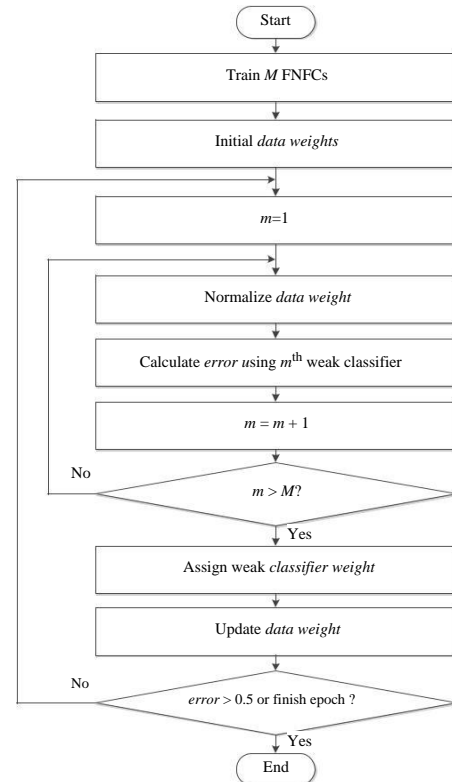 Start
Train M FNFCs
Initial data weights
m=1
Normalize data weight
Calculate error using mth weak classifier
m = m + 1
No
m > M?
Yes
Assign weak classifier weight
Update data weight
No
error > 0.5 or finish epoch ?
Yes
End